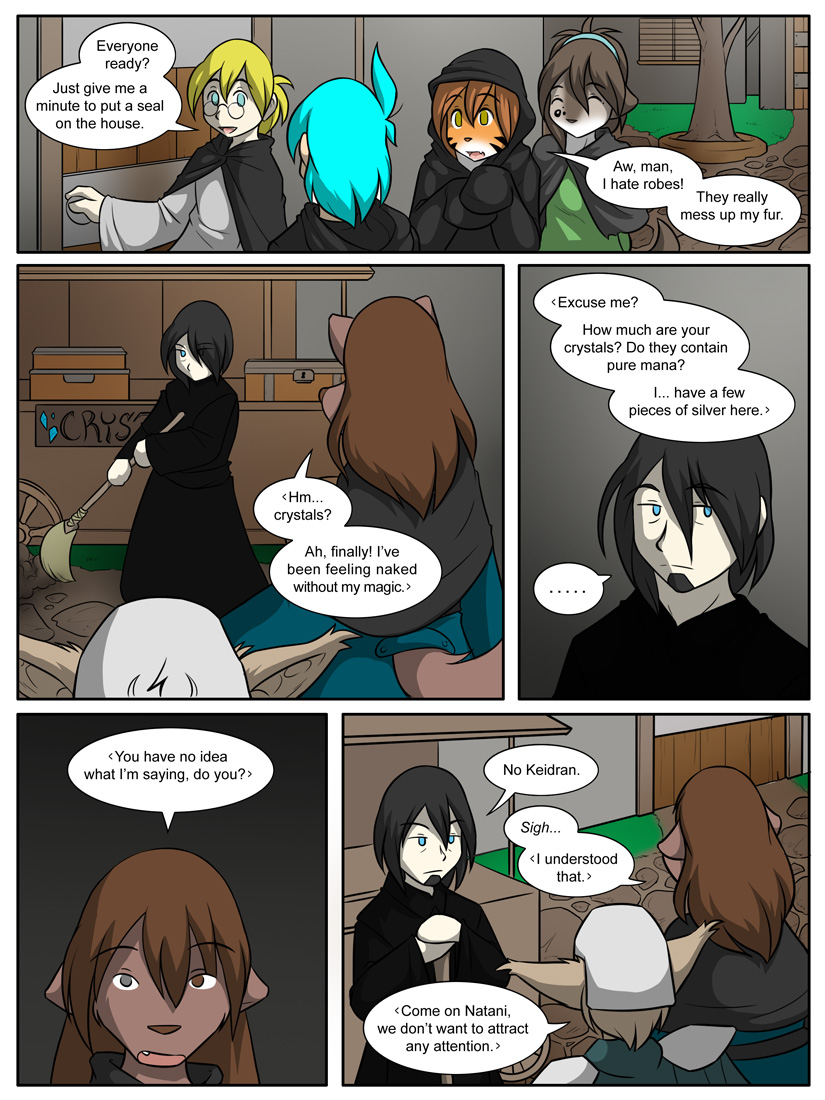 Everyone
ready?
Just give me a
minute to put a seal
on the house.
Aw, man,
I hate robes!
They really
mess up my fur.
CRYST
‹Hm...
crystals?
Ah, finally! I've
been feeling naked
without my magic.›
‹Excuse me?
How much are your
crystals? Do they contain
pure mana?
I... have a few
pieces of silver here.›
. . . . .
‹You have no idea
what I'm saying, do you?›
No Keidran.
Sigh...
‹I understood
that.›
‹Come on Natani,
we don't want to attract
any attention.›